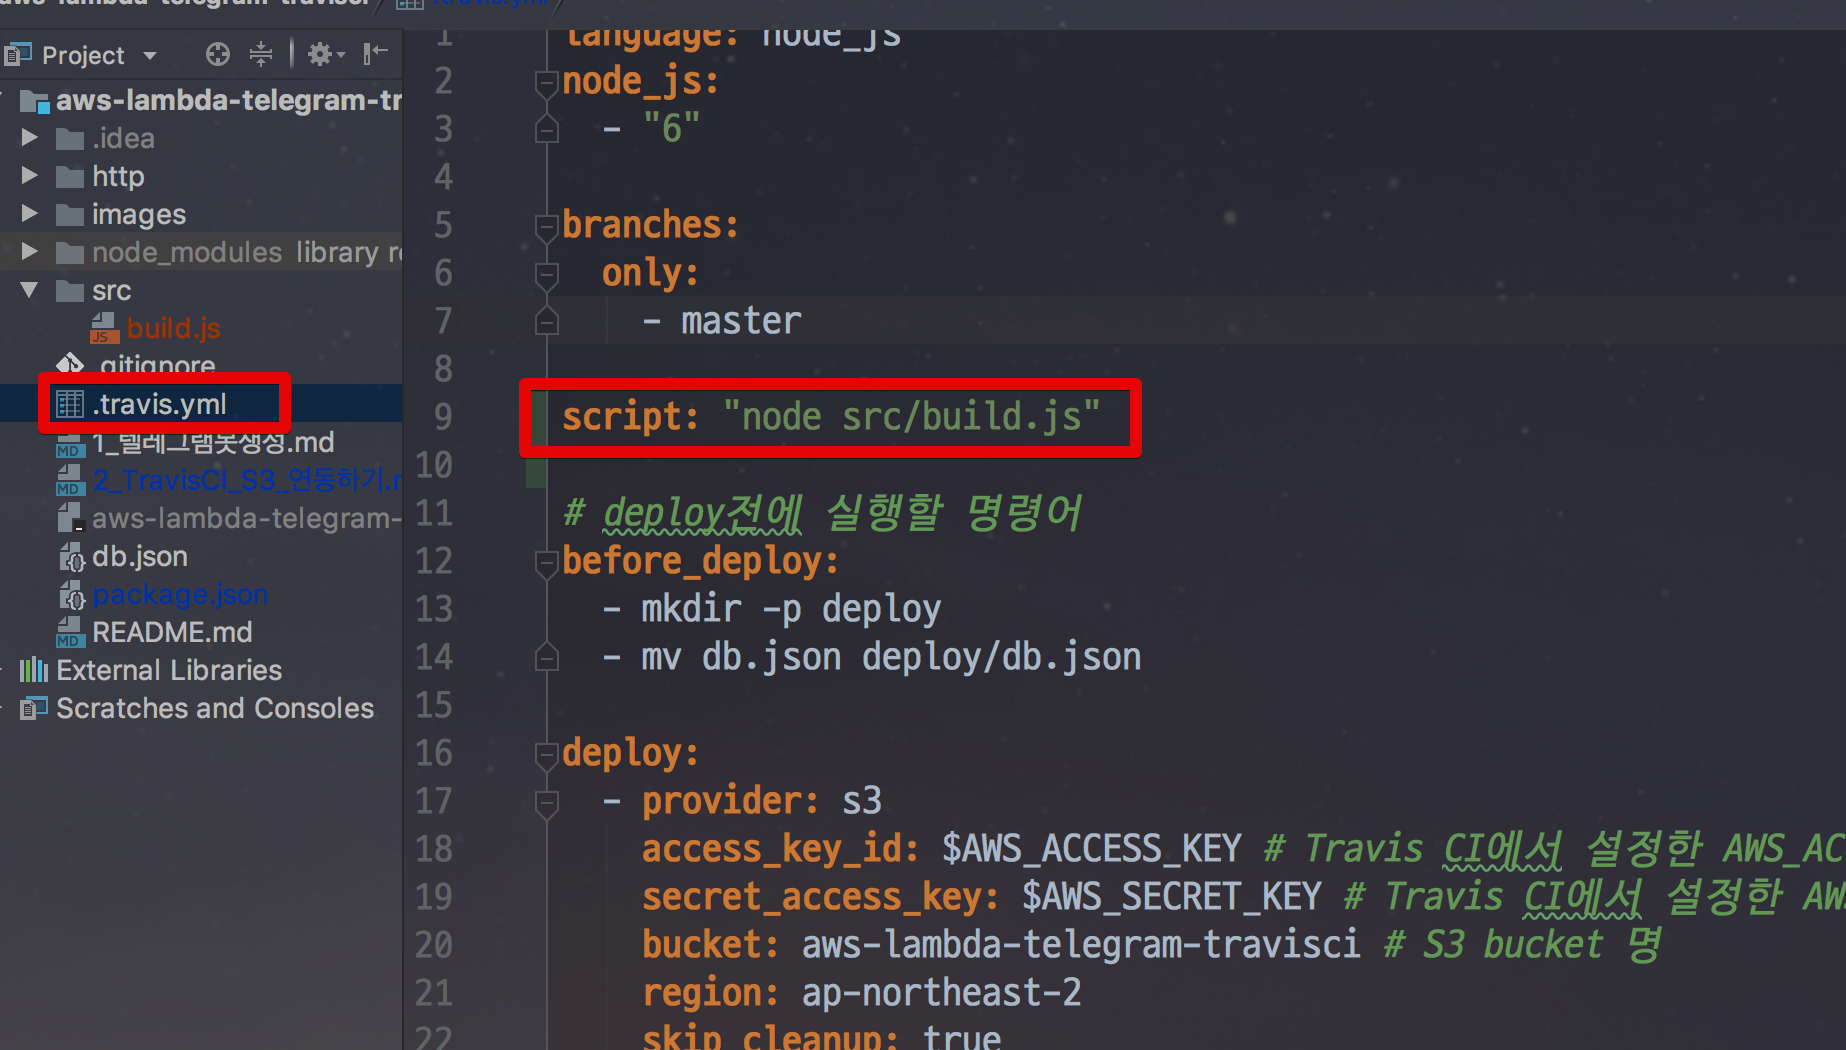 aws-lambda-telegram-travisci
.travis.yml
Project
aws-lambda-telegram-tr
.idea
http
images
node_modules library
src
build.js
.gitignore
.travis.yml
1_텔레그램봇생성.md
2_TravisCI_S3_연동하기.
aws-lambda-telegram-
db.json
package.json
README.md
External Libraries
Scratches and Consoles
1 language: node_js
2 node_js:
3 - "6"
4
5 branches:
6 only:
7 - master
8
9 script: "node src/build.js"
10
11 # deploy전에 실행할 명령어
12 before_deploy:
13 - mkdir -p deploy
14 - mv db.json deploy/db.json
15
16 deploy:
17 - provider: s3
18 access_key_id: $AWS_ACCESS_KEY # Travis CI에서 설정한 AWS_AC
19 secret_access_key: $AWS_SECRET_KEY # Travis CI에서 설정한 AW
20 bucket: aws-lambda-telegram-travisci # S3 bucket 명
21 region: ap-northeast-2
22 skip_cleanup: true